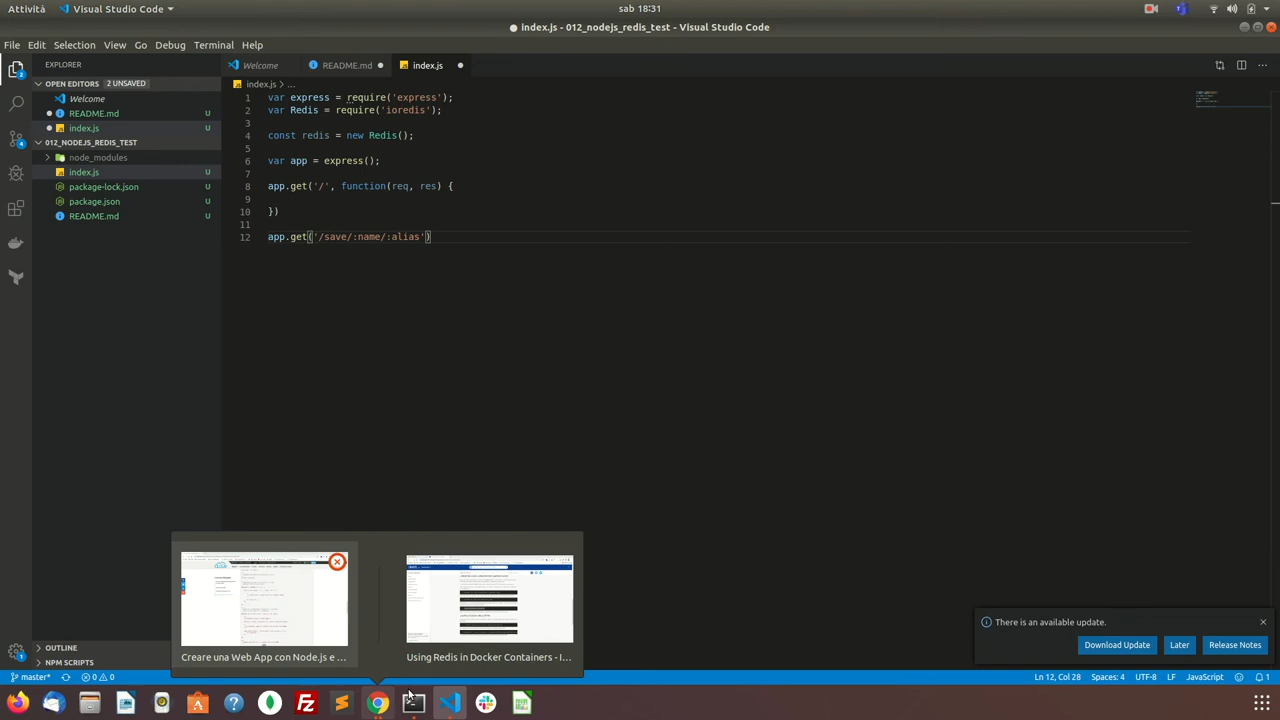 Attività
Visual Studio Code
sab 18:31
index.js - 012_nodejs_redis_test - Visual Studio Code
File Edit Selection View Go Debug Terminal Help
EXPLORER
OPEN EDITORS 2 UNSAVED
Welcome
README.md U
index.js U
012_NODEJS_REDIS_TEST
node_modules
index.js U
package-lock.json U
package.json U
README.md U
OUTLINE
NPM SCRIPTS
Welcome
README.md
index.js
index.js > ...
1 var express = require('express');
2 var Redis = require('ioredis');
3
4 const redis = new Redis();
5
6 var app = express();
7
8 app.get('/', function(req, res) {
9
10 })
11
12 app.get('/save/:name/:alias')
Creare una Web App con Node.js e ...
Using Redis in Docker Containers - I...
There is an available update.
Download Update
Later
Release Notes
master*
0 0
Ln 12, Col 28
Spaces: 4
UTF-8
LF
JavaScript
1